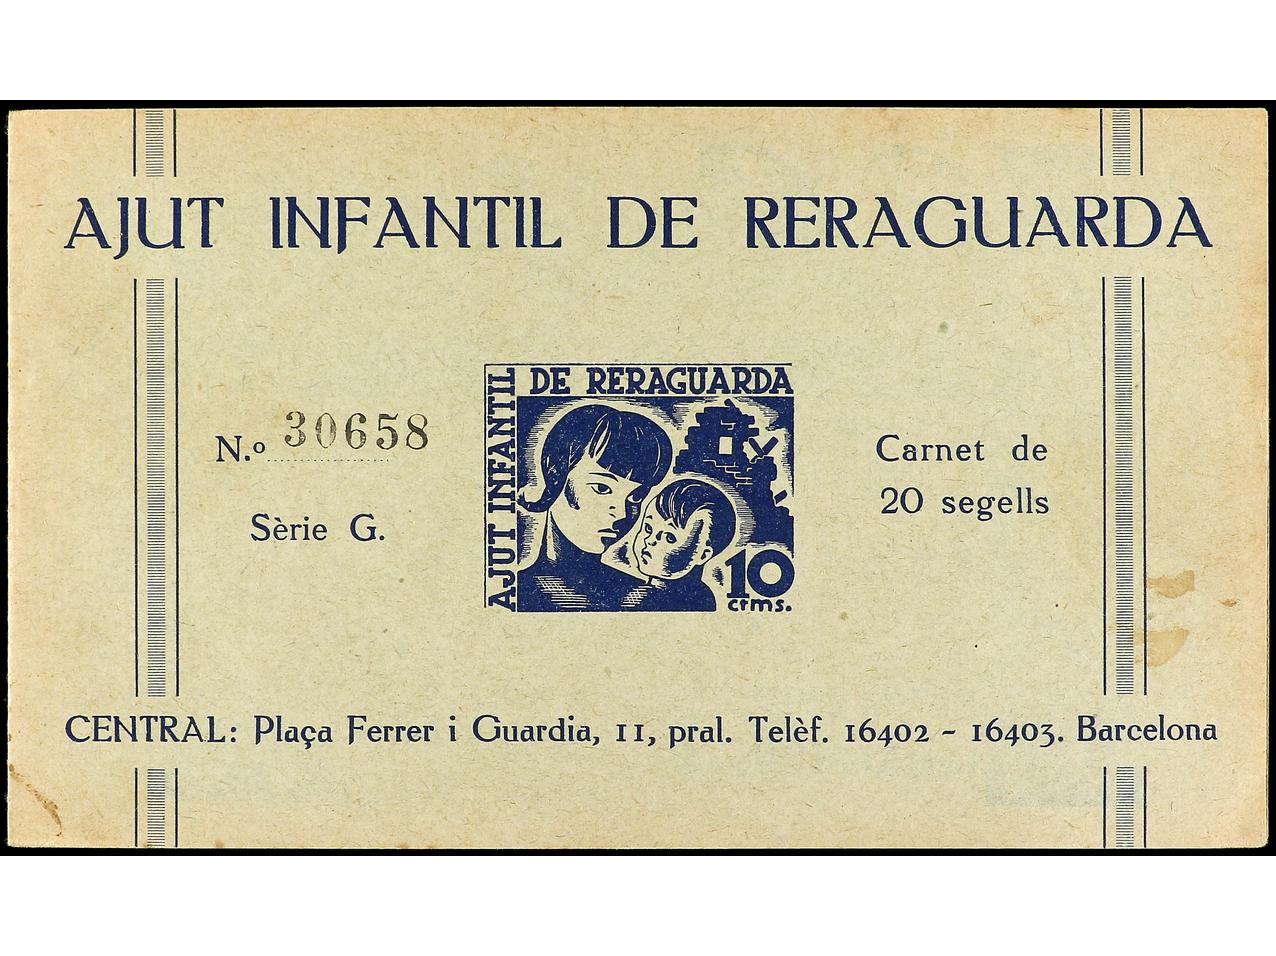 AJUT INFANTIL DE RERAGUARDA
N.º 30658
Sèrie G.
AJUT INFANTIL
DE RERAGUARDA
10
ctms.
Carnet de
20 segells
CENTRAL: Plaça Ferrer i Guardia, 11, pral. Telèf. 16402 - 16403. Barcelona